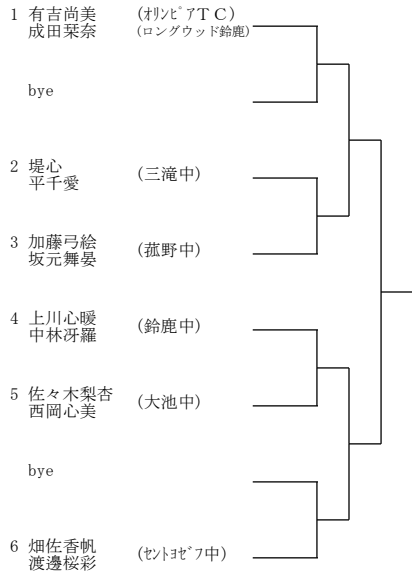 1 有吉尚美 (ｵﾘﾝﾋﾟｱＴＣ)
成田栞奈 (ロングウッド鈴鹿)
bye
2 堤心
平千愛 (三滝中)
3 加藤弓絵
坂元舞晏 (菰野中)
4 上川心暖
中林冴羅 (鈴鹿中)
5 佐々木梨杏
西岡心美 (大池中)
bye
6 畑佐香帆
渡邊桜彩 (ｾﾝﾄﾖｾﾞﾌ中)